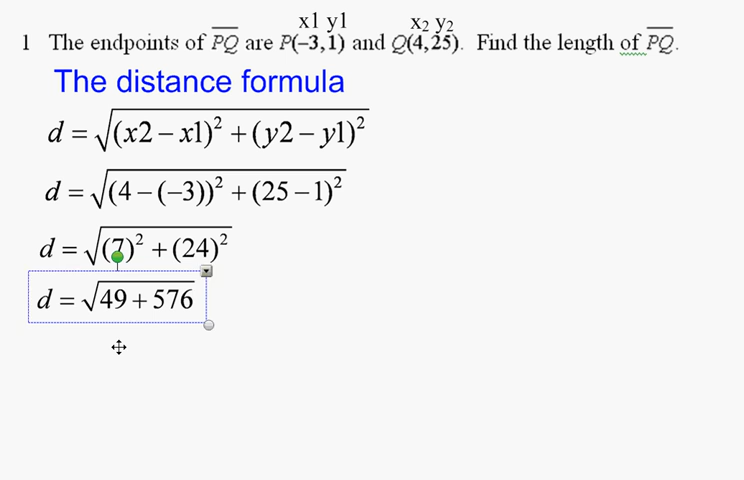 x1 y1 x2 y2
1 The endpoints of PQ are P(–3,1) and Q(4,25). Find the length of PQ.
The distance formula
d = √(x2 – x1)² + (y2 – y1)²
d = √(4 – (–3))² + (25 – 1)²
d = √(7)² + (24)²
d = √49 + 576